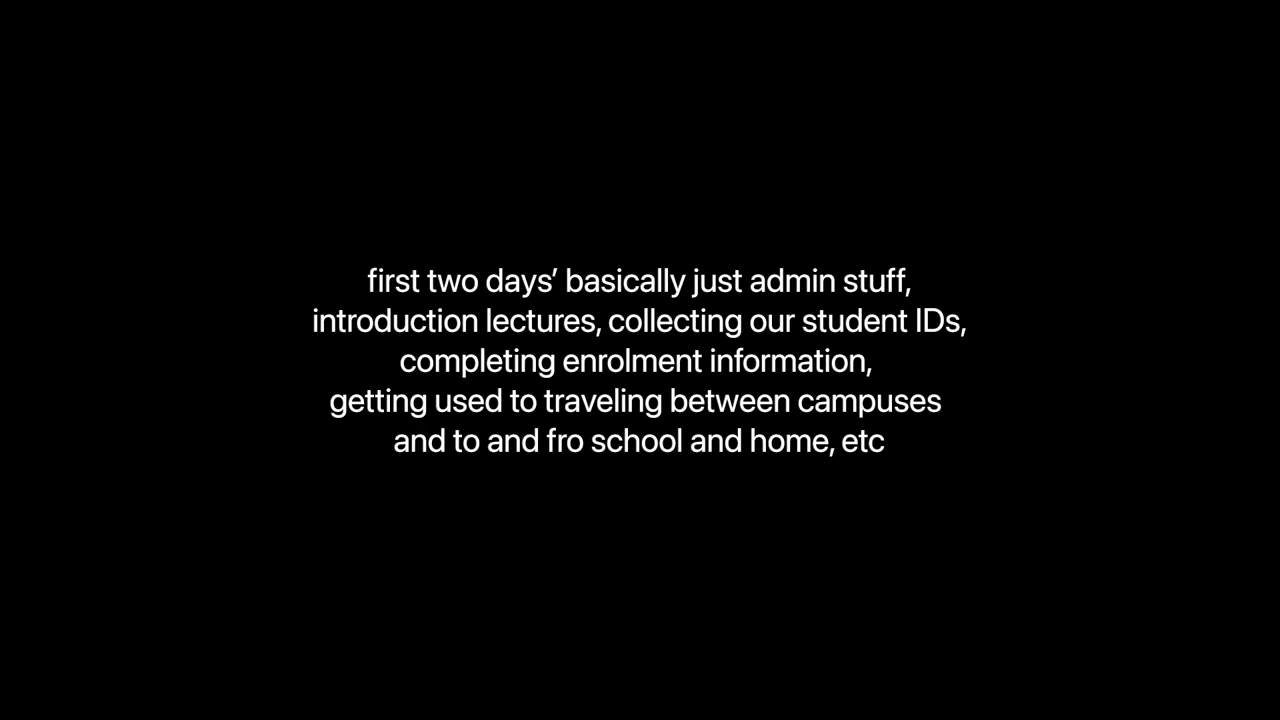 first two days’ basically just admin stuff,
introduction lectures, collecting our student IDs,
completing enrolment information,
getting used to traveling between campuses
and to and fro school and home, etc